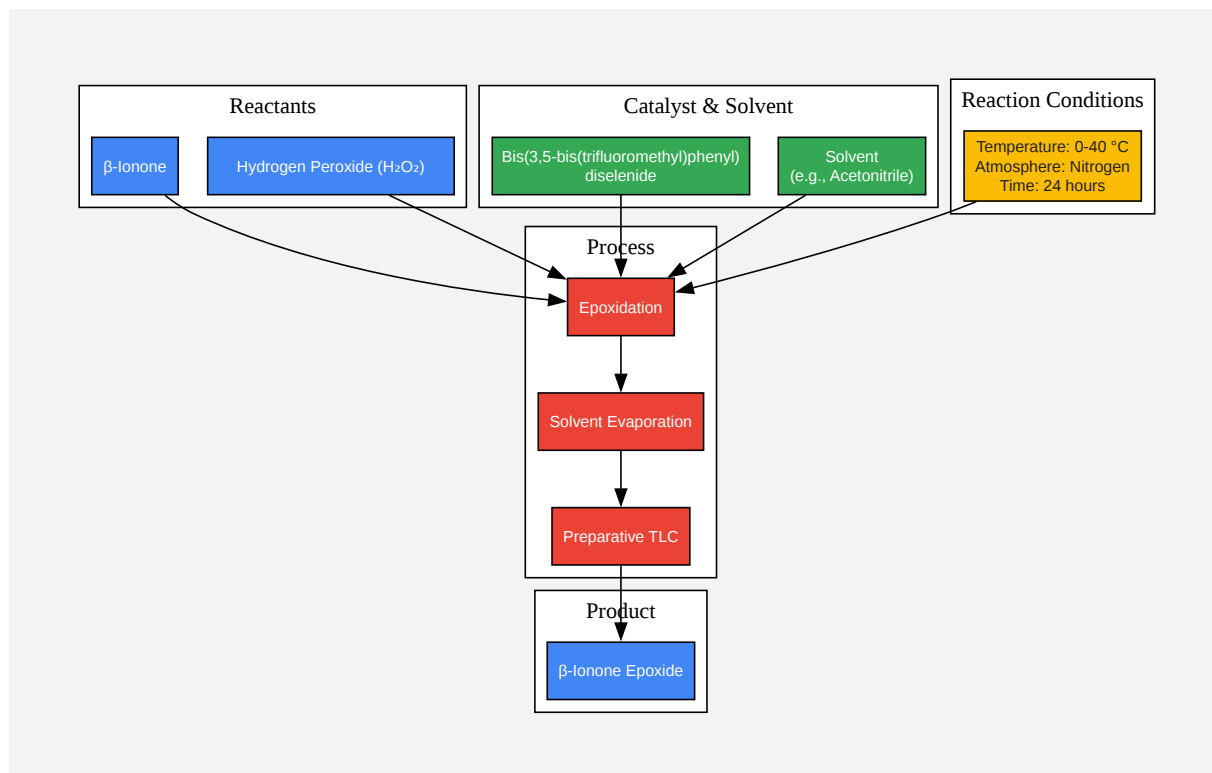 Reactants
β-Ionone
Hydrogen Peroxide (H₂O₂)
Catalyst & Solvent
Bis(3,5-bis(trifluoromethyl)phenyl)
diselenide
Solvent
(e.g., Acetonitrile)
Reaction Conditions
Temperature: 0-40 °C
Atmosphere: Nitrogen
Time: 24 hours
Process
Epoxidation
Solvent Evaporation
Preparative TLC
Product
β-Ionone Epoxide